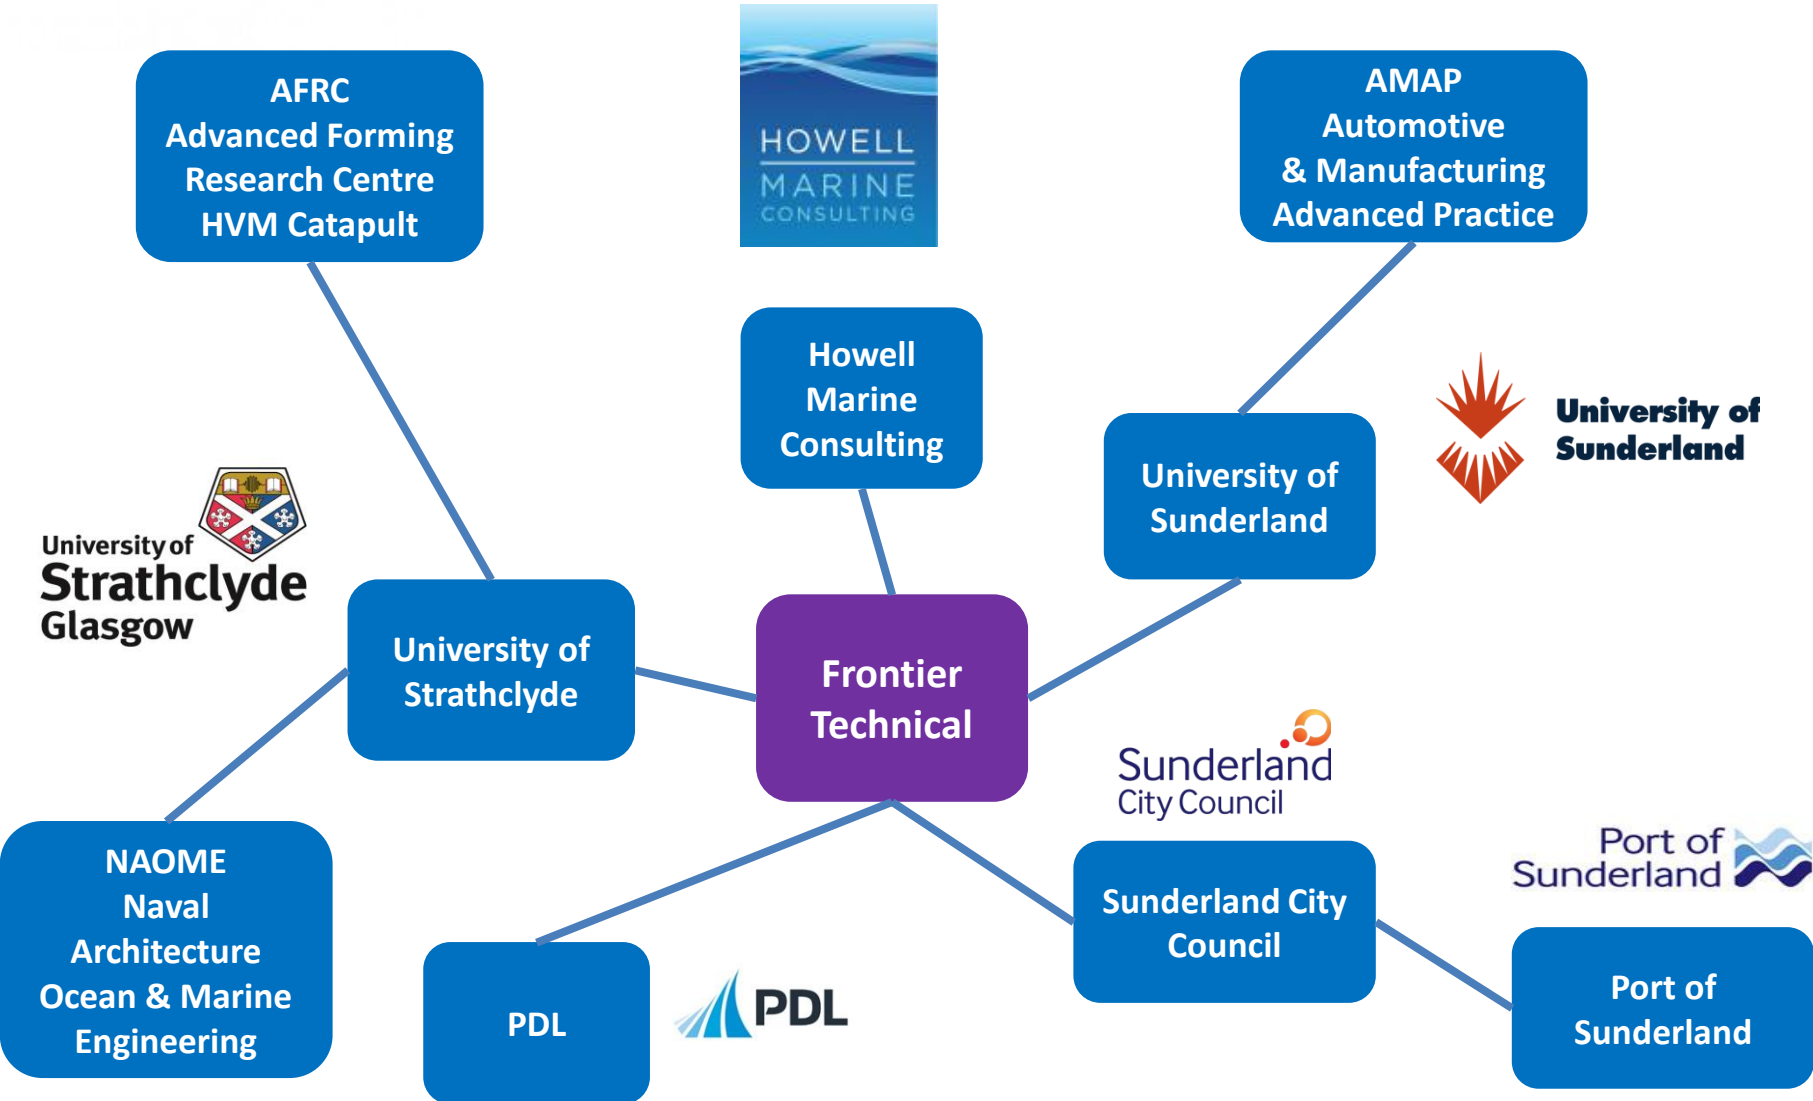 AFRC
Advanced Forming
Research Centre
HVM Catapult
HOWELL
MARINE
CONSULTING
AMAP
Automotive
& Manufacturing
Advanced Practice
Howell
Marine
Consulting
University of
Sunderland
University of
Sunderland
University of
Strathclyde
Glasgow
University of
Strathclyde
Frontier
Technical
Sunderland
City Council
Port of
Sunderland
NAOME
Naval
Architecture
Ocean & Marine
Engineering
PDL
PDL
Sunderland City
Council
Port of
Sunderland